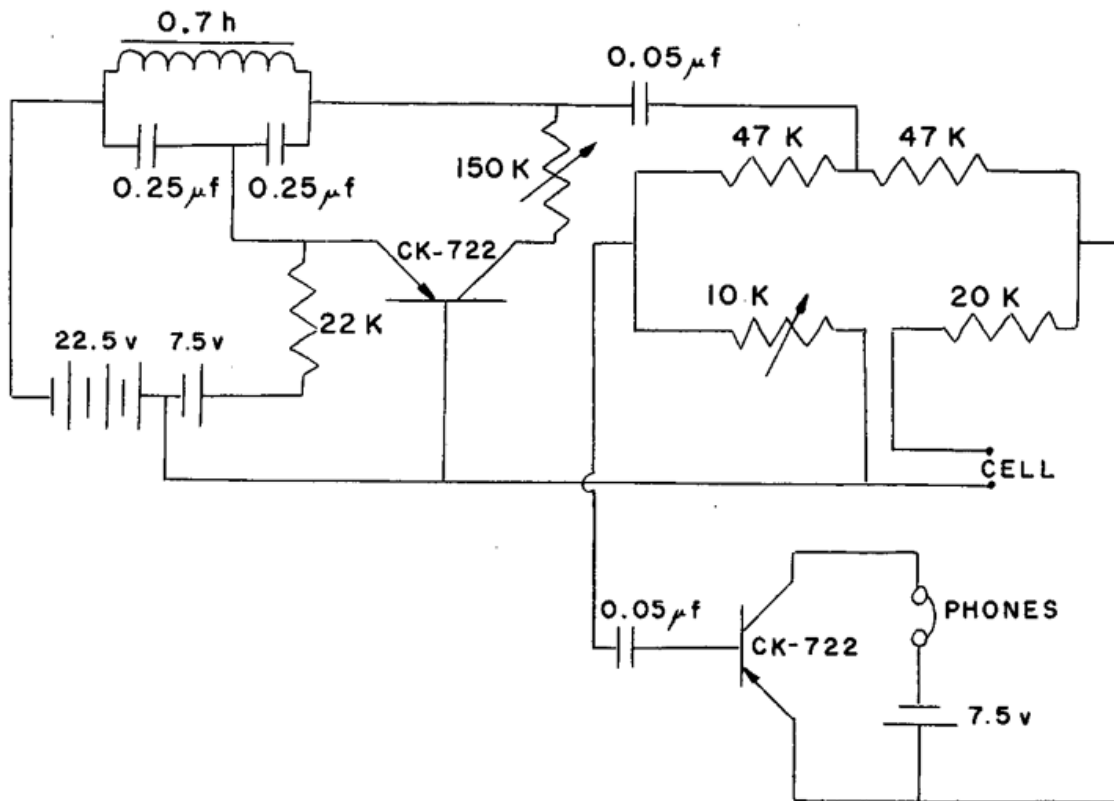 0.7 h
0.05 μf
0.25 μf 0.25 μf
150 K
47 K 47 K
CK-722
22 K
10 K 20 K
22.5 v 7.5 v
CELL
0.05 μf
PHONES
CK-722
7.5 v